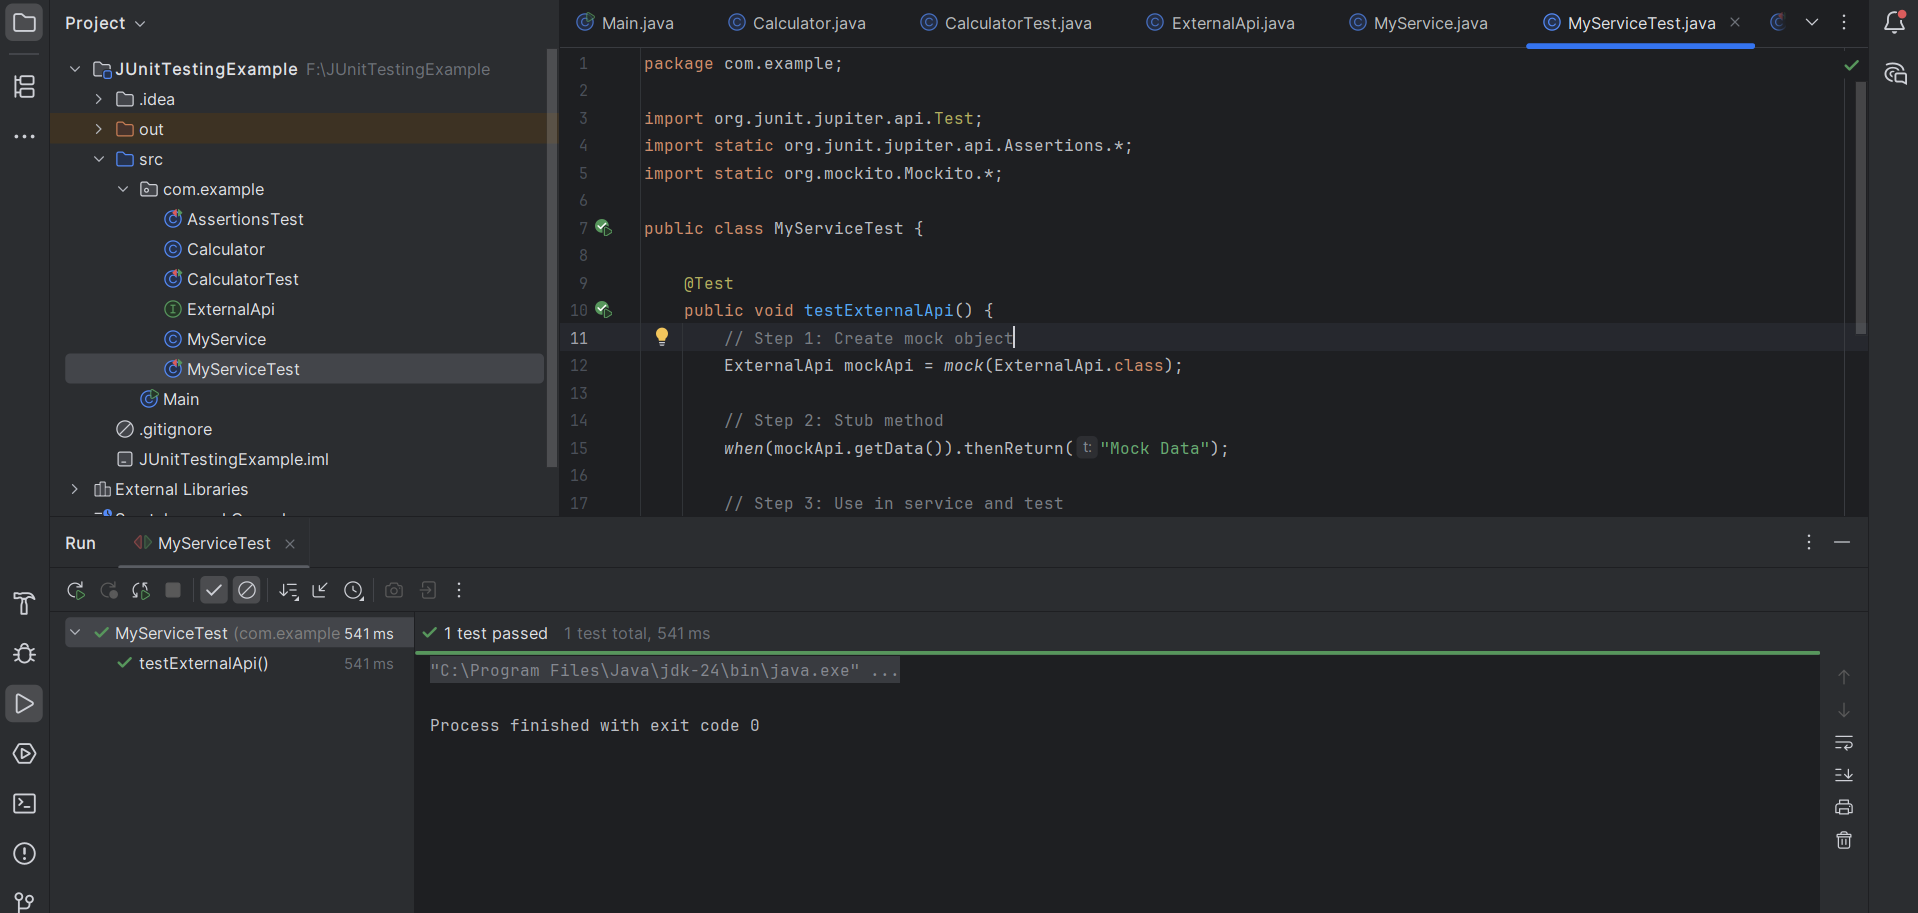 Project
JUnitTestingExample F:\JUnitTestingExample
.idea
out
src
com.example
AssertionsTest
Calculator
CalculatorTest
ExternalApi
MyService
MyServiceTest
Main
.gitignore
JUnitTestingExample.iml
External Libraries
Main.java Calculator.java CalculatorTest.java ExternalApi.java MyService.java MyServiceTest.java
1 package com.example;
2
3 import org.junit.jupiter.api.Test;
4 import static org.junit.jupiter.api.Assertions.*;
5 import static org.mockito.Mockito.*;
6
7 public class MyServiceTest {
8
9 @Test
10 public void testExternalApi() {
11 // Step 1: Create mock object
12 ExternalApi mockApi = mock(ExternalApi.class);
13
14 // Step 2: Stub method
15 when(mockApi.getData()).thenReturn( t: "Mock Data");
16
17 // Step 3: Use in service and test
Run MyServiceTest
MyServiceTest (com.example 541 ms
testExternalApi() 541 ms
1 test passed 1 test total, 541 ms
"C:\Program Files\Java\jdk-24\bin\java.exe" ...
Process finished with exit code 0